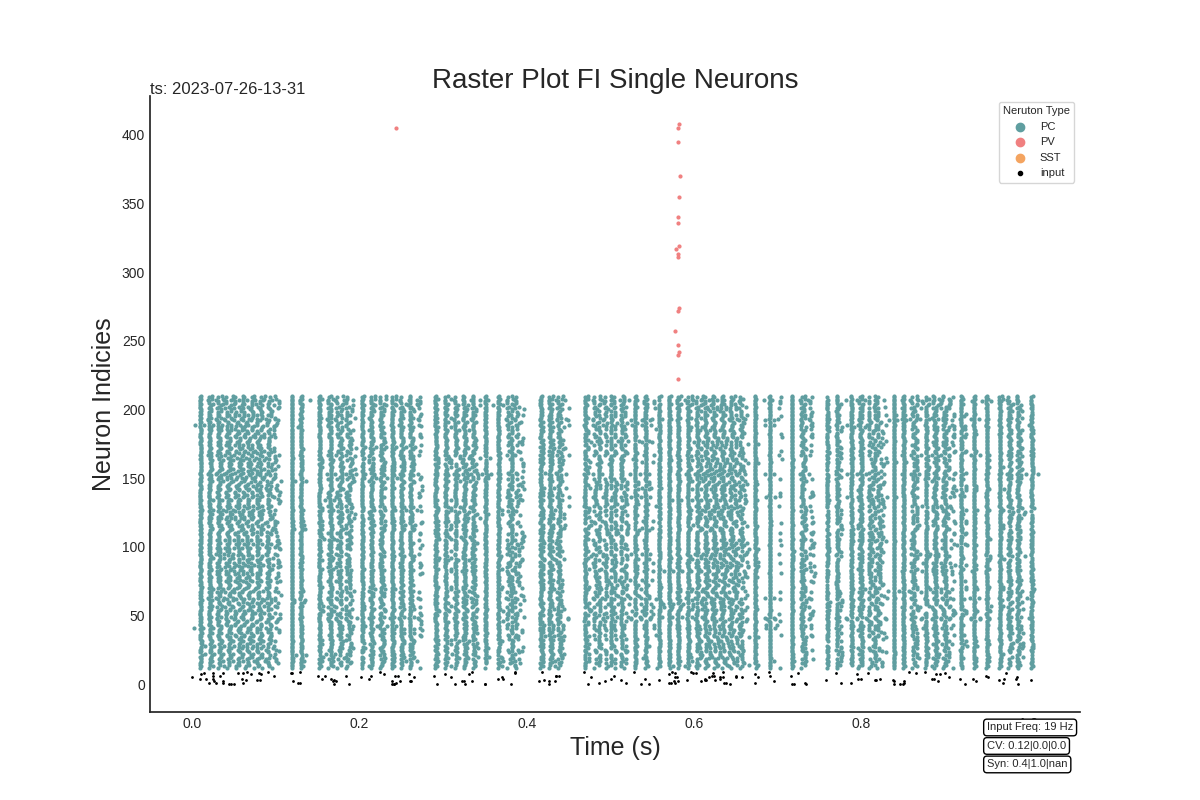 Raster Plot FI Single Neurons
ts: 2023-07-26-13-31
Neruton Type
PC
PV
SST
input
Neuron Indicies
400
350
300
250
200
150
100
50
0
0.0
0.2
0.4
0.6
0.8
Time (s)
Input Freq: 19 Hz
CV: 0.12|0.0|0.0
Syn: 0.4|1.0|nan